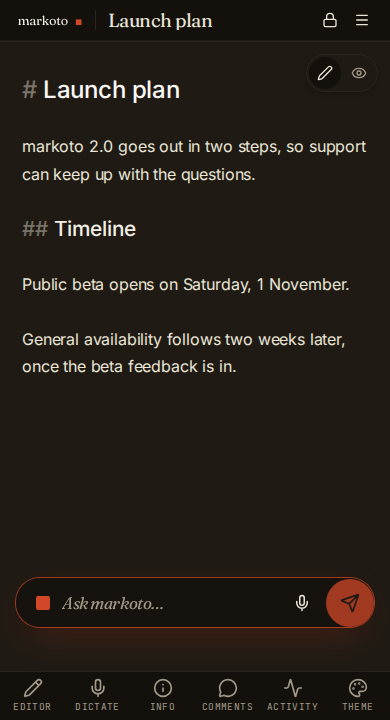 markoto
Launch plan
# Launch plan
markoto 2.0 goes out in two steps, so support
can keep up with the questions.
## Timeline
Public beta opens on Saturday, 1 November.
General availability follows two weeks later,
once the beta feedback is in.
Ask markoto...
EDITOR DICTATE INFO COMMENTS ACTIVITY THEME